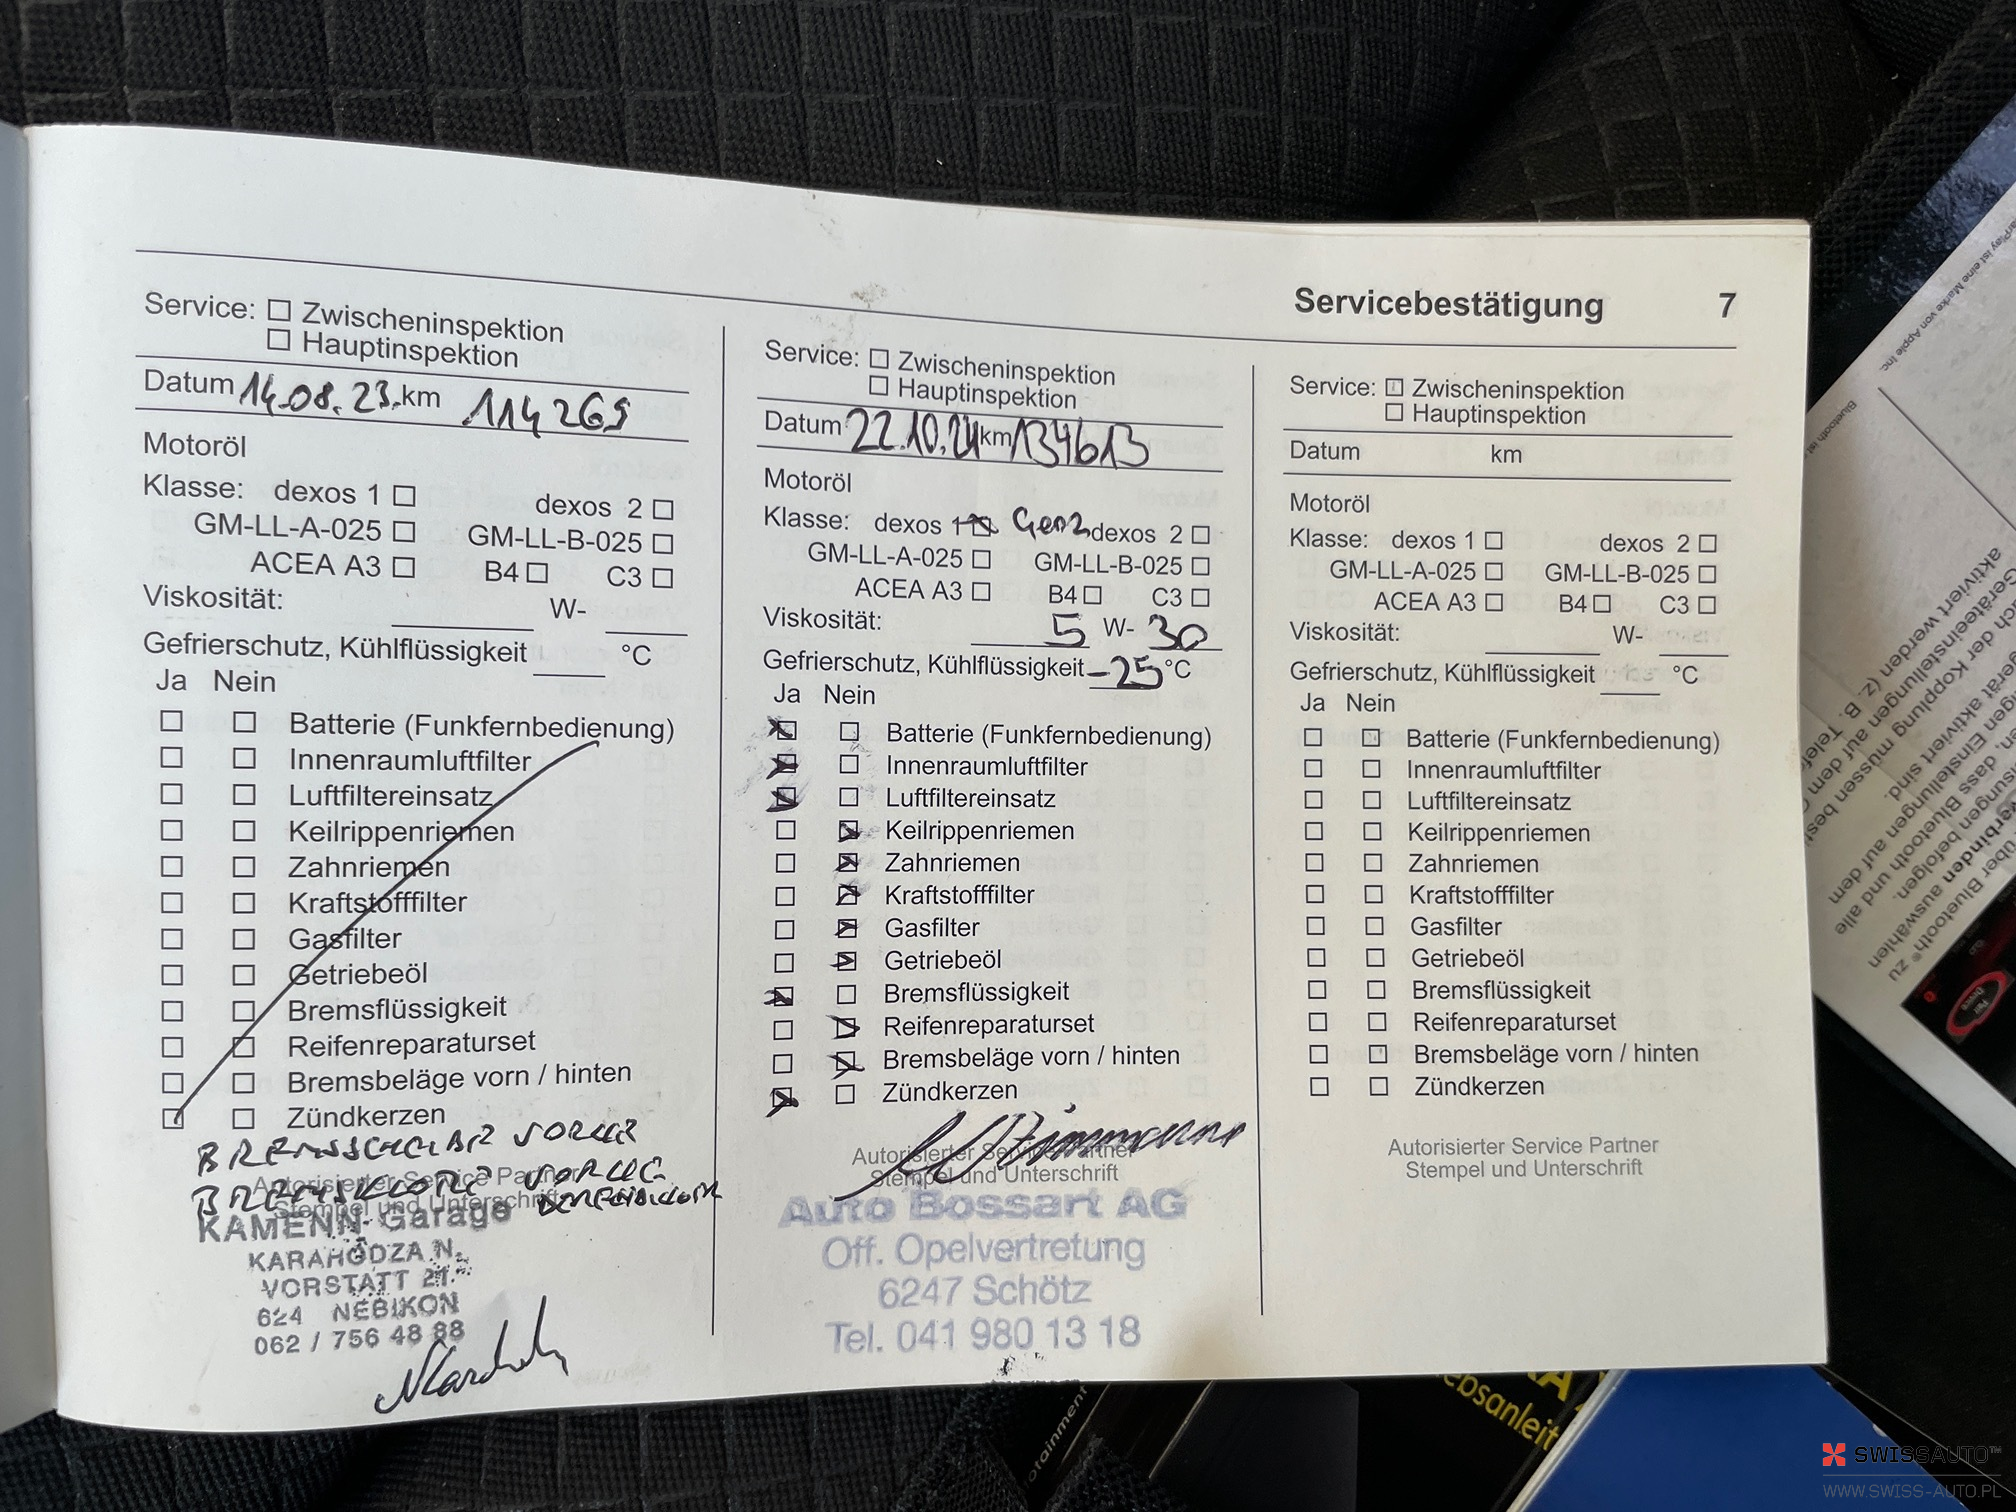 Servicebestätigung 7
Service: ☐ Zwischeninspektion
☐ Hauptinspektion
Datum 14.08.23. km 114265
Motoröl
Klasse: dexos 1 ☐ dexos 2 ☐
GM-LL-A-025 ☐ GM-LL-B-025 ☐
ACEA A3 ☐ B4 ☐ C3 ☐
Viskosität: W-
Gefrierschutz, Kühlflüssigkeit °C
Ja Nein
☐ ☐ Batterie (Funkfernbedienung)
☐ ☐ Innenraumluftfilter
☐ ☐ Luftfiltereinsatz
☐ ☐ Keilrippenriemen
☐ ☐ Zahnriemen
☐ ☐ Kraftstofffilter
☐ ☐ Gasfilter
☐ ☐ Getriebeöl
☐ ☐ Bremsflüssigkeit
☐ ☐ Reifenreparaturset
☐ ☐ Bremsbeläge vorn / hinten
☐ ☐ Zündkerzen
Autorisierter Service Partner
Stempel und Unterschrift
KAMENN-Garage
KARAHODZA N.
VORSTATT 21
624 NEBIKON
062 / 756 48 88
Service: ☐ Zwischeninspektion
☐ Hauptinspektion
Datum 22.10.24 km 134613
Motoröl
Klasse: dexos 1 ☒ Gen2 dexos 2 ☐
GM-LL-A-025 ☐ GM-LL-B-025 ☐
ACEA A3 ☐ B4 ☐ C3 ☐
Viskosität: 5 W- 30
Gefrierschutz, Kühlflüssigkeit -25 °C
Ja Nein
☒ ☐ Batterie (Funkfernbedienung)
☒ ☐ Innenraumluftfilter
☒ ☐ Luftfiltereinsatz
☐ ☒ Keilrippenriemen
☐ ☒ Zahnriemen
☐ ☒ Kraftstofffilter
☐ ☒ Gasfilter
☐ ☒ Getriebeöl
☒ ☐ Bremsflüssigkeit
☐ ☒ Reifenreparaturset
☐ ☒ Bremsbeläge vorn / hinten
☒ ☐ Zündkerzen
Autorisierter Service Partner
Stempel und Unterschrift
Auto Bossart AG
Off. Opelvertretung
6247 Schötz
Tel. 041 980 13 18
Service: ☐ Zwischeninspektion
☐ Hauptinspektion
Datum km
Motoröl
Klasse: dexos 1 ☐ dexos 2 ☐
GM-LL-A-025 ☐ GM-LL-B-025 ☐
ACEA A3 ☐ B4 ☐ C3 ☐
Viskosität: W-
Gefrierschutz, Kühlflüssigkeit °C
Ja Nein
☐ ☐ Batterie (Funkfernbedienung)
☐ ☐ Innenraumluftfilter
☐ ☐ Luftfiltereinsatz
☐ ☐ Keilrippenriemen
☐ ☐ Zahnriemen
☐ ☐ Kraftstofffilter
☐ ☐ Gasfilter
☐ ☐ Getriebeöl
☐ ☐ Bremsflüssigkeit
☐ ☐ Reifenreparaturset
☐ ☐ Bremsbeläge vorn / hinten
☐ ☐ Zündkerzen
Autorisierter Service Partner
Stempel und Unterschrift
SWISSAUTO™
WWW.SWISS-AUTO.PL